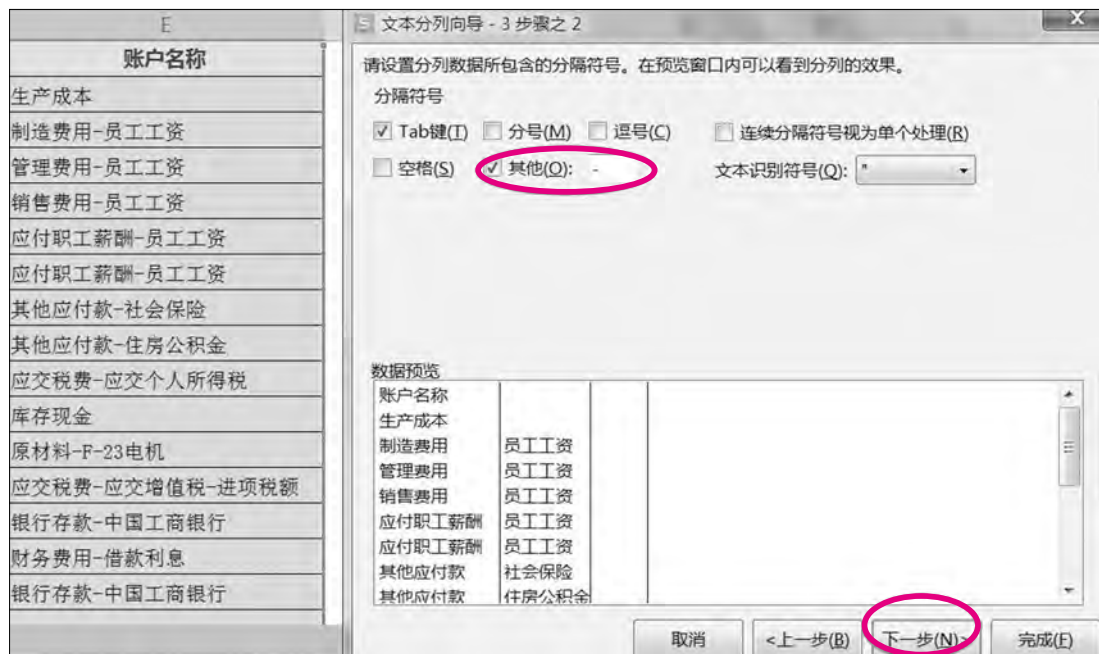 E
账户名称
生产成本
制造费用-员工工资
管理费用-员工工资
销售费用-员工工资
应付职工薪酬-员工工资
应付职工薪酬-员工工资
其他应付款-社会保险
其他应付款-住房公积金
应交税费-应交个人所得税
库存现金
原材料-F-23电机
应交税费-应交增值税-进项税额
银行存款-中国工商银行
财务费用-借款利息
银行存款-中国工商银行
文本分列向导 - 3 步骤之 2
请设置分列数据所包含的分隔符号。在预览窗口内可以看到分列的效果。
分隔符号
Tab键(T) 分号(M) 逗号(C) 连续分隔符号视为单个处理(R)
空格(S) 其他(O): - 文本识别符号(Q): "
数据预览
账户名称
生产成本
制造费用 员工工资
管理费用 员工工资
销售费用 员工工资
应付职工薪酬 员工工资
应付职工薪酬 员工工资
其他应付款 社会保险
其他应付款 住房公积金
取消 <上一步(B) 下一步(N)> 完成(F)